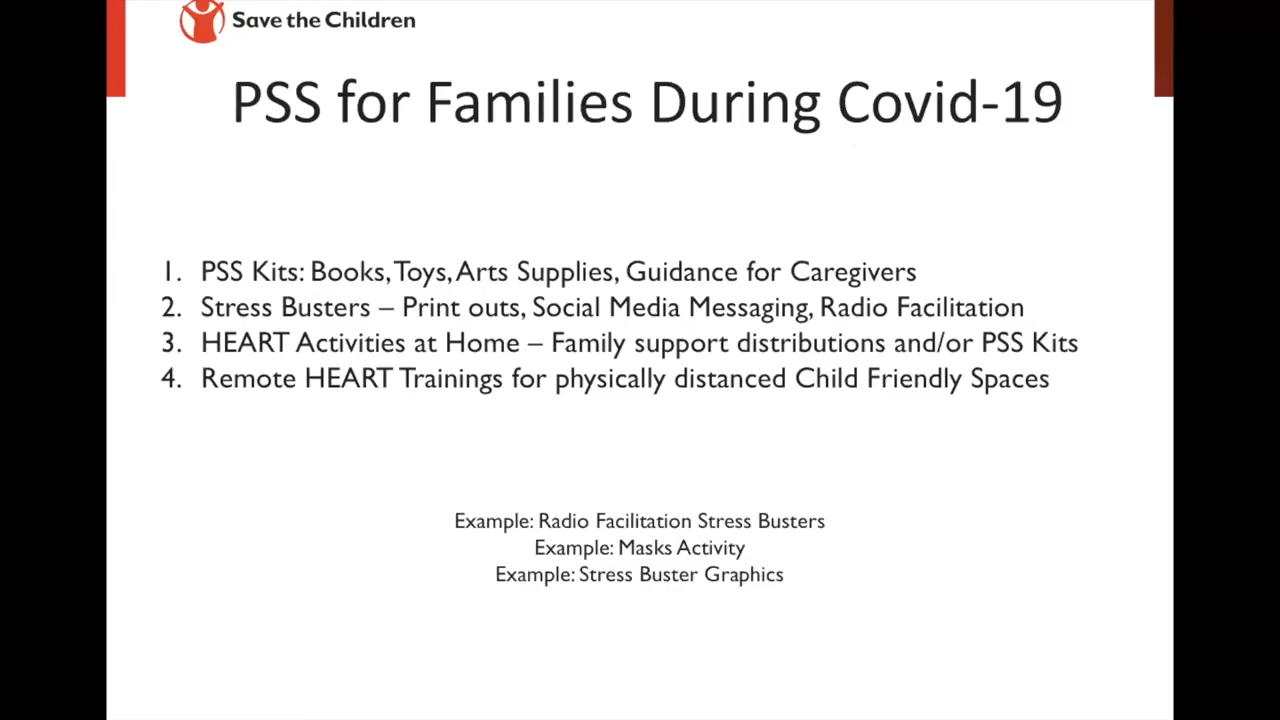 Save the Children
PSS for Families During Covid-19
1. PSS Kits: Books, Toys, Arts Supplies, Guidance for Caregivers
2. Stress Busters – Print outs, Social Media Messaging, Radio Facilitation
3. HEART Activities at Home – Family support distributions and/or PSS Kits
4. Remote HEART Trainings for physically distanced Child Friendly Spaces
Example: Radio Facilitation Stress Busters
Example: Masks Activity
Example: Stress Buster Graphics